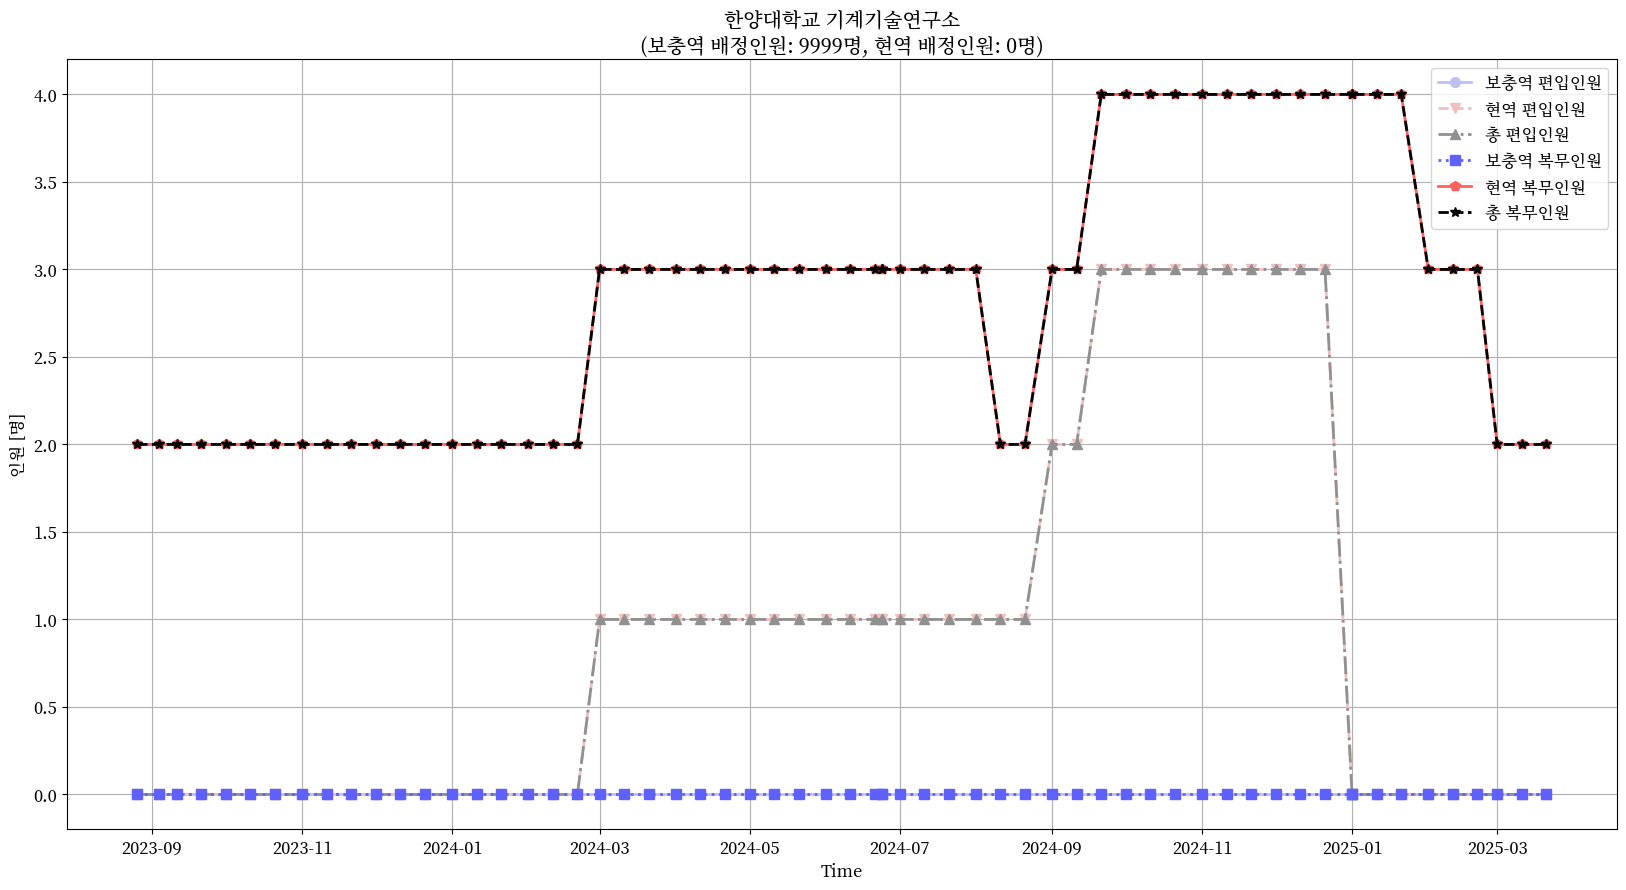 한양대학교 기계기술연구소
(보충역 배정인원: 9999명, 현역 배정인원: 0명)
보충역 편입인원
현역 편입인원
총 편입인원
보충역 복무인원
현역 복무인원
총 복무인원
4.0
3.5
3.0
2.5
2.0
1.5
1.0
0.5
0.0
인원 [명]
2023-09
2023-11
2024-01
2024-03
2024-05
2024-07
2024-09
2024-11
2025-01
2025-03
Time